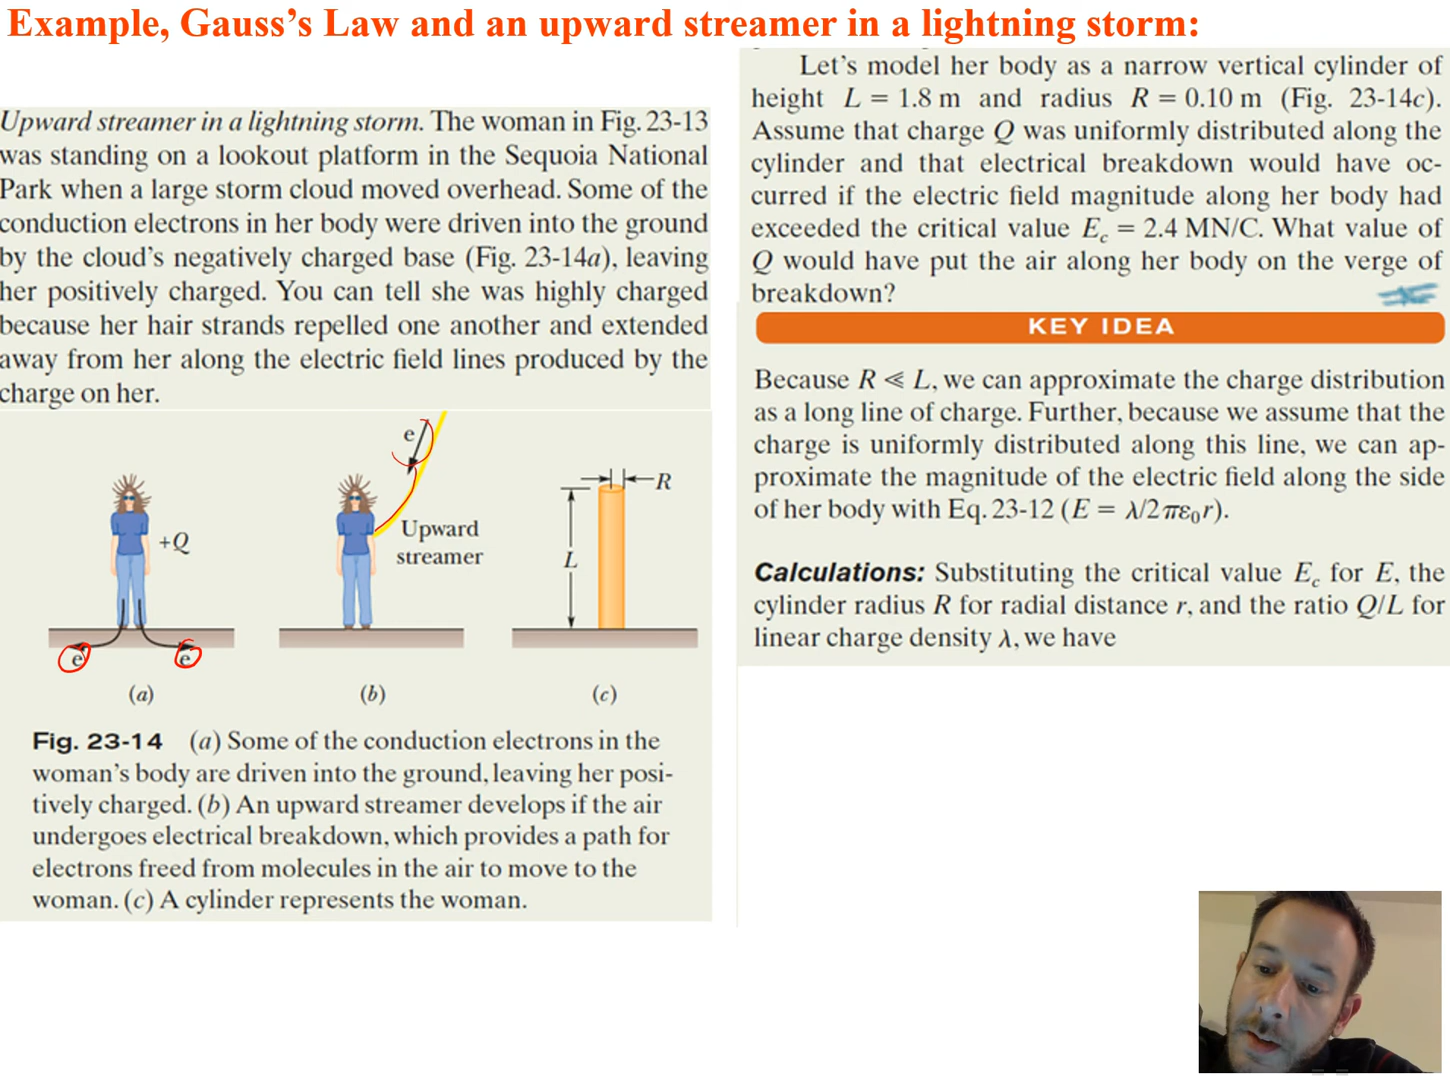 Example, Gauss’s Law and an upward streamer in a lightning storm:
Upward streamer in a lightning storm. The woman in Fig. 23-13
was standing on a lookout platform in the Sequoia National
Park when a large storm cloud moved overhead. Some of the
conduction electrons in her body were driven into the ground
by the cloud’s negatively charged base (Fig. 23-14a), leaving
her positively charged. You can tell she was highly charged
because her hair strands repelled one another and extended
away from her along the electric field lines produced by the
charge on her.
e
+Q
Upward
streamer
R
L
e
e
(a)
(b)
(c)
Fig. 23-14 (a) Some of the conduction electrons in the
woman’s body are driven into the ground, leaving her posi-
tively charged. (b) An upward streamer develops if the air
undergoes electrical breakdown, which provides a path for
electrons freed from molecules in the air to move to the
woman. (c) A cylinder represents the woman.
Let’s model her body as a narrow vertical cylinder of
height L = 1.8 m and radius R = 0.10 m (Fig. 23-14c).
Assume that charge Q was uniformly distributed along the
cylinder and that electrical breakdown would have oc-
curred if the electric field magnitude along her body had
exceeded the critical value E_c = 2.4 MN/C. What value of
Q would have put the air along her body on the verge of
breakdown?
KEY IDEA
Because R ≪ L, we can approximate the charge distribution
as a long line of charge. Further, because we assume that the
charge is uniformly distributed along this line, we can ap-
proximate the magnitude of the electric field along the side
of her body with Eq. 23-12 (E = λ/2πε₀r).
Calculations: Substituting the critical value E_c for E, the
cylinder radius R for radial distance r, and the ratio Q/L for
linear charge density λ, we have